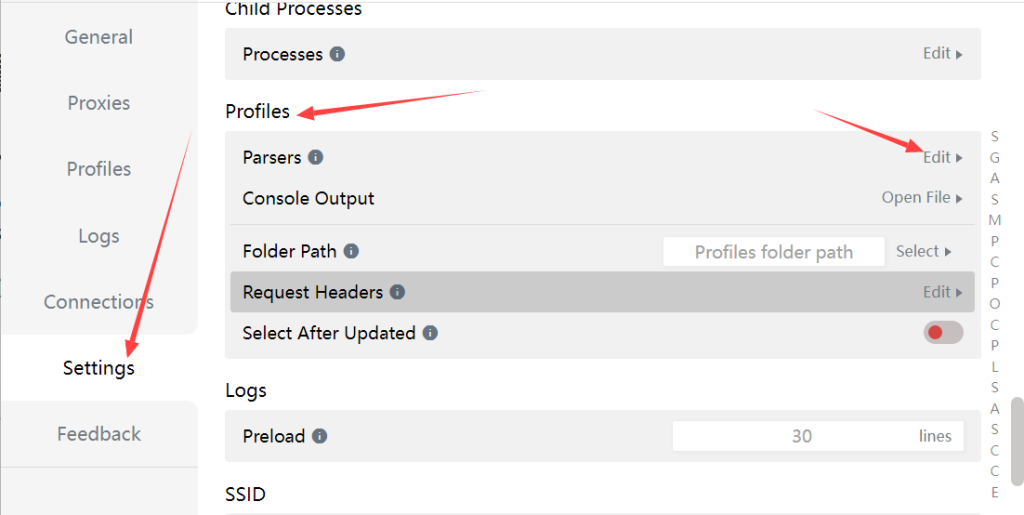 General
Proxies
Profiles
Logs
Connections
Settings
Feedback
Child Processes
Processes Edit
Profiles
Parsers Edit
Console Output Open File
Folder Path Profiles folder path Select
Request Headers Edit
Select After Updated
Logs
Preload 30 lines
SSID
S
G
A
S
M
P
C
P
O
C
P
L
S
A
S
C
C
E